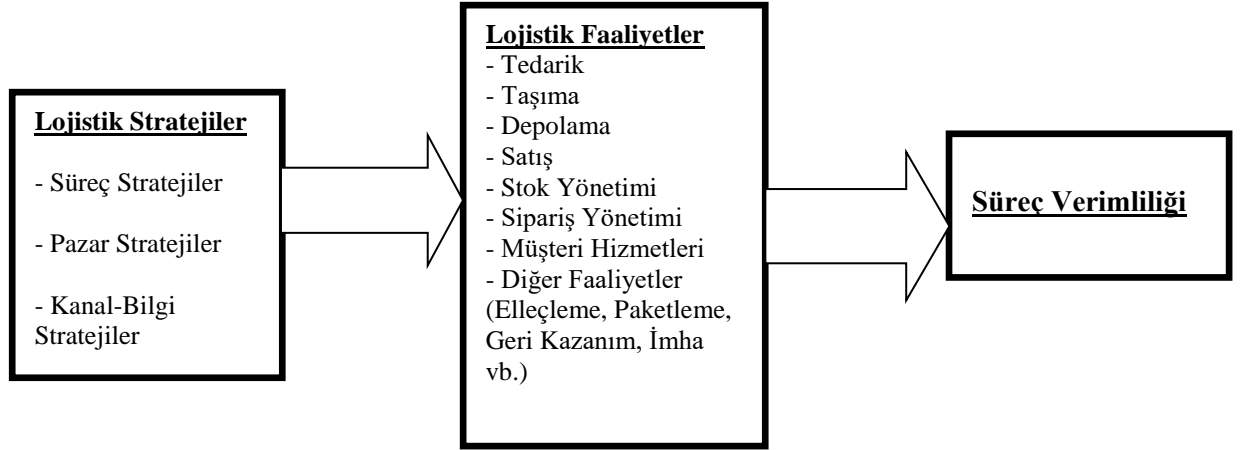 Lojistik Stratejiler
- Süreç Stratejiler
- Pazar Stratejiler
- Kanal-Bilgi
Stratejiler
Lojistik Faaliyetler
- Tedarik
- Taşıma
- Depolama
- Satış
- Stok Yönetimi
- Sipariş Yönetimi
- Müşteri Hizmetleri
- Diğer Faaliyetler
(Elleçleme, Paketleme,
Geri Kazanım, İmha
vb.)
Süreç Verimliliği